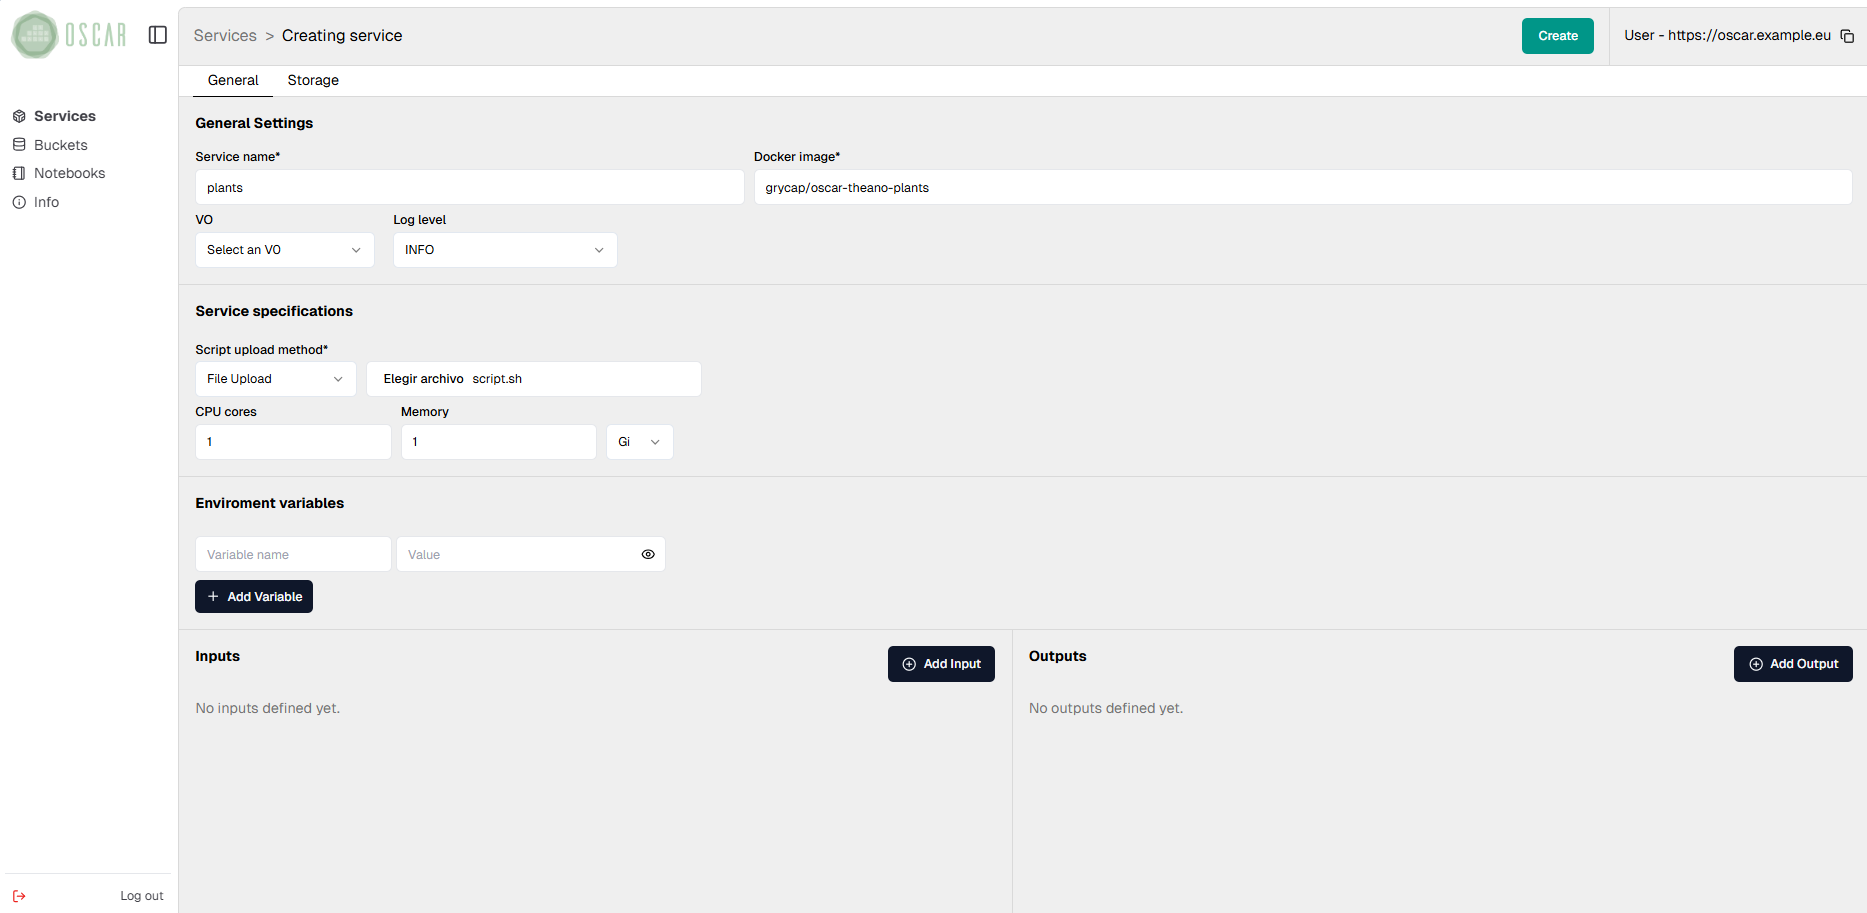 OSCAR
Services > Creating service
Create
User - https://oscar.example.eu
General
Storage
Services
Buckets
Notebooks
Info
General Settings
Service name*
Docker image*
plants
grycap/oscar-theano-plants
VO
Log level
Select an VO
INFO
Service specifications
Script upload method*
File Upload
Elegir archivo script.sh
CPU cores
Memory
1
1
Gi
Enviroment variables
Variable name
Value
+ Add Variable
Inputs
Add Input
No inputs defined yet.
Outputs
Add Output
No outputs defined yet.
Log out